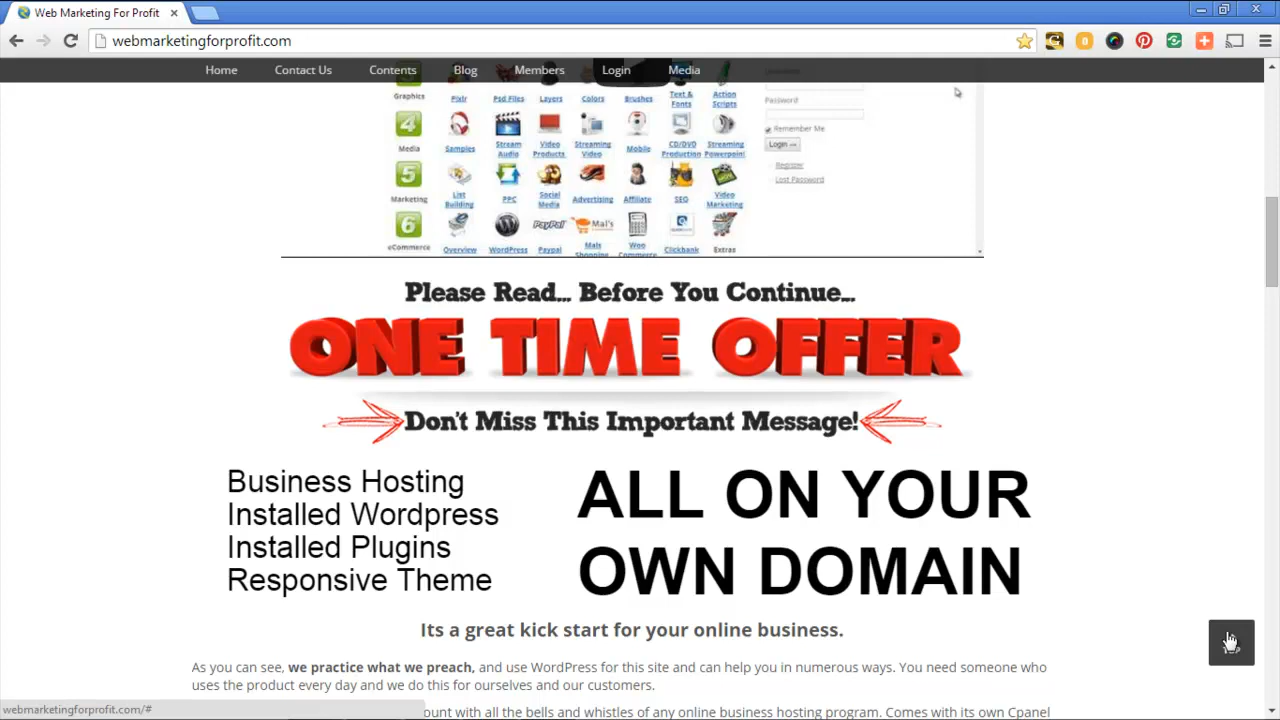 Web Marketing For Profit
webmarketingforprofit.com
Home Contact Us Contents Blog Members Login Media
Graphics Pixlr Psd Files Layers Colors Brushes Text & Fonts Action Scripts
Password
4
Media Samples Stream Audio Video Products Streaming Video Mobile CD/DVD Production Streaming Powerpoint
Remember Me
Login
Register
Lost Password
5
Marketing List Building PPC Social Media Advertising Affiliate SEO Video Marketing
6
PayPal Mal's
eCommerce Overview WordPress Paypal Mals Shopping Woo Commerce Clickbank Extras
Please Read... Before You Continue...
ONE TIME OFFER
Don't Miss This Important Message!
Business Hosting
Installed Wordpress
Installed Plugins
Responsive Theme
ALL ON YOUR
OWN DOMAIN
Its a great kick start for your online business.
As you can see, we practice what we preach, and use WordPress for this site and can help you in numerous ways. You need someone who
uses the product every day and we do this for ourselves and our customers.
ount with all the bells and whistles of any online business hosting program. Comes with its own Cpanel
webmarketingforprofit.com/#